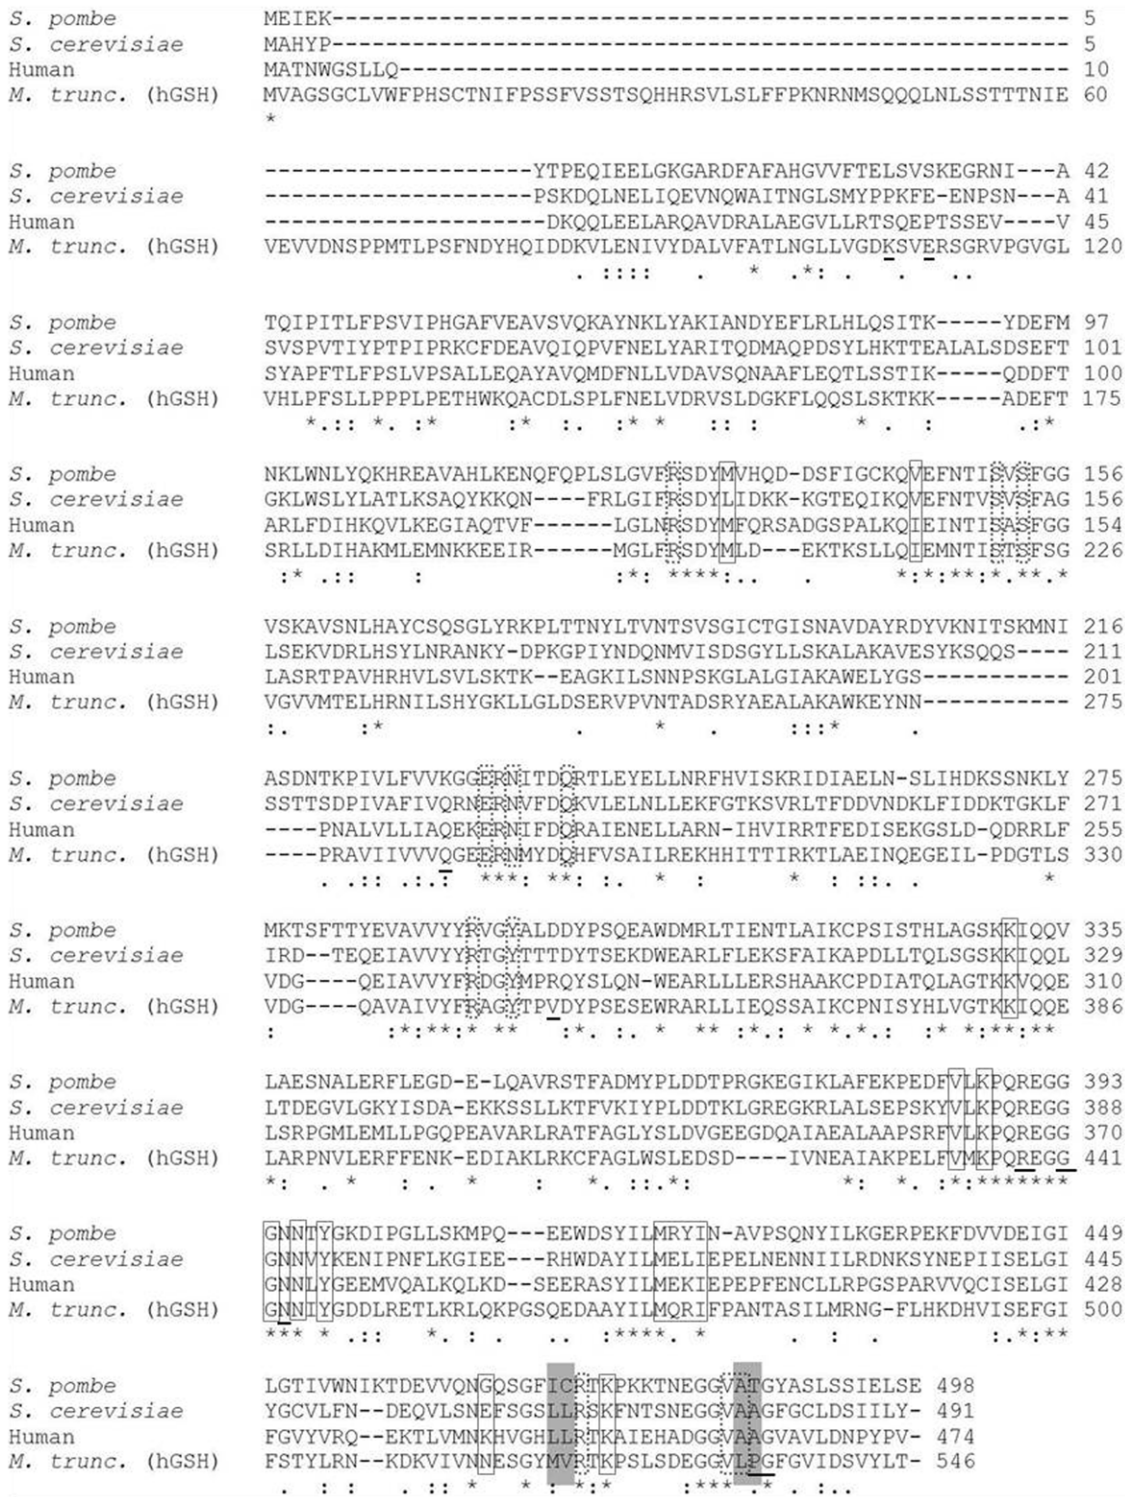 S. pombe MEIEK------------------------------------------------------- 5
S. cerevisiae MAHYP------------------------------------------------------- 5
Human MATNWGSLLQ-------------------------------------------------- 10
M. trunc. (hGSH) MVAGSGCLVWFPHSCTNIFPSSFVSSTSQHHRSVLSLFFPKNRNMSQQQLNLSSTTTNIE 60
*
S. pombe --------------------YTPEQIEELGKGARDFAFAHGVVFTELSVSKEGRNI---A 42
S. cerevisiae --------------------PSKDQLNELIQEVNQWAITNGLSMYPPKFE-ENPSN---A 41
Human ---------------------DKQQLEELARQAVDRALAEGVLLRTSQEPTSSEV----V 45
M. trunc. (hGSH) VEVVDNSPPMTLPSFNDYHQIDDKVLENIVYDALVFATLNGLLVGDKSVERSGRVPGVGL 120
. :::: . * .*: . . ..
S. pombe TQIPITLFPSVIPHGAFVEAVSVQKAYNKLYAKIANDYEFLRLHLQSITK-----YDEFM 97
S. cerevisiae SVSPVTIYPTPIPRKCFDEAVQIQPVFNELYARITQDMAQPDSYLHKTTEALALSDSEFT 101
Human SYAPFTLFPSLVPSALLEQAYAVQMDFNLLVDAVSQNAAFLEQTLSSTIK-----QDDFT 100
M. trunc. (hGSH) VHLPFSLLPPPLPETHWKQACDLSPLFNELVDRVSLDGKFLQQSLSKTKK-----ADEFT 175
*.:: *. :* :* :. :* * :: : * . : .:*
S. pombe NKLWNLYQKHREAVAHLKENQFQPLSLGVFRSDYMVHQD-DSFIGCKQVEFNTISVSFGG 156
S. cerevisiae GKLWSLYLATLKSAQYKKQN----FRLGIFRSDYLIDKK-KGTEQIKQVEFNTVSVSFAG 156
Human ARLFDIHKQVLKEGIAQTVF------LGLNRSDYMFQRSADGSPALKQIEINTISASFGG 154
M. trunc. (hGSH) SRLLDIHAKMLEMNKKEEIR------MGLFRSDYMLD---EKTKSLLQIEMNTISTSFSG 226
:* .:: : :*: ****:.. . *:*:**:*.**.*
S. pombe VSKAVSNLHAYCSQSGLYRKPLTTNYLTVNTSVSGICTGISNAVDAYRDYVKNITSKMNI 216
S. cerevisiae LSEKVDRLHSYLNRANKY-DPKGPIYNDQNMVISDSGYLLSKALAKAVESYKSQQS---- 211
Human LASRTPAVHRHVLSVLSKTK--EAGKILSNNPSKGLALGIAKAWELYGS----------- 201
M. trunc. (hGSH) VGVVMTELHRNILSHYGKLLGLDSERVPVNTADSRYAEALAKAWKEYNN----------- 275
:. :* . * . :::* .
S. pombe ASDNTKPIVLFVVKGGERNITDQRTLEYELLNRFHVISKRIDIAELN-SLIHDKSSNKLY 275
S. cerevisiae SSTTSDPIVAFIVQRNERNVFDQKVLELNLLEKFGTKSVRLTFDDVNDKLFIDDKTGKLF 271
Human ----PNALVLLIAQEKERNIFDQRAIENELLARN-IHVIRRTFEDISEKGSLD-QDRRLF 255
M. trunc. (hGSH) ----PRAVIIVVVQGEERNMYDQHFVSAILREKHHITTIRKTLAEINQEGEIL-PDGTLS 330
. .:: .:.: ***: **: :. * : * : ::. . *
S. pombe MKTSFTTYEVAVVYYRVGYALDDYPSQEAWDMRLTIENTLAIKCPSISTHLAGSKKIQQV 335
S. cerevisiae IRD--TEQEIAVVYYRTGYTTTDYTSEKDWEARLFLEKSFAIKAPDLLTQLSGSKKIQQL 329
Human VDG----QEIAVVYFRDGYMPRQYSLQN-WEARLLLERSHAAKCPDIATQLAGTKKVQQE 310
M. trunc. (hGSH) VDG----QAVAIVYFRAGYTPVDYPSESEWRARLLIEQSSAIKCPNISYHLVGTKKIQQE 386
: :*:**:* ** :*. :. * ** :*.: * *.*.: :* *:**:**
S. pombe LAESNALERFLEGD-E-LQAVRSTFADMYPLDDTPRGKEGIKLAFEKPEDFVLKPQREGG 393
S. cerevisiae LTDEGVLGKYISDA-EKKSSLLKTFVKIYPLDDTKLGREGKRLALSEPSKYVLKPQREGG 388
Human LSRPGMLEMLLPGQPEAVARLRATFAGLYSLDVGEEGDQAIAEALAAPSRFVLKPQREGG 370
M. trunc. (hGSH) LARPNVLERFFENK-EDIAKLRKCFAGLWSLEDSD----IVNEAIAKPELFVMKPQREGG 441
*: . * : . * : *. ::.*: *: *. :*:*******
S. pombe GNNTYGKDIPGLLSKMPQ---EEWDSYILMRYIN-AVPSQNYILKGERPEKFDVVDEIGI 449
S. cerevisiae GNNVYKENIPNFLKGIEE---RHWDAYILMELIEPELNENNIILRDNKSYNEPIISELGI 445
Human GNNLYGEEMVQALKQLKD---SEERASYILMEKIEPEPFENCLLRPGSPARVVQCISELGI 428
M. trunc. (hGSH) GNNIYGDDLRETLKRLQKPGSQEDAAYILMQRIFPANTASILMRNG-FLHKDHVISEFGI 500
*** * .:: *. : . .. :****. * . : . :.*:**
S. pombe LGTIVWNIKTDEVVQNGQSGFICRTKPKKTNEGGVATGYASLSSIELSE 498
S. cerevisiae YGCVLFN--DEQVLSNEFSGSLLRSKFNTSNEGGVAAGFGCLDSIILY- 491
Human FGVYVRQ--EKTLVMNKHVGHLLRTKAIEHADGGVAAGVAVLDNPYPV- 474
M. trunc. (hGSH) FSTYLRN--KDKVIVNNESGYMVRTKPSLSDEGGVLPGFGVIDSVYLT- 546
. : . :: * * : *:* :*** * . :..